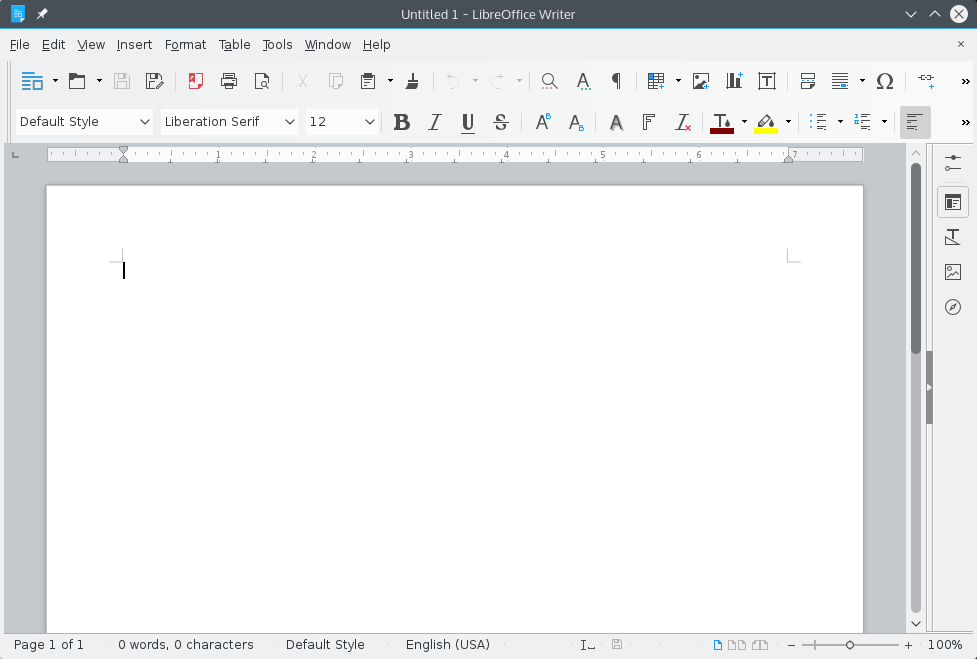 Untitled 1 - LibreOffice Writer
File Edit View Insert Format Table Tools Window Help
Default Style Liberation Serif 12
1 2 3 4 5 6 7
Page 1 of 1 0 words, 0 characters Default Style English (USA) 100%